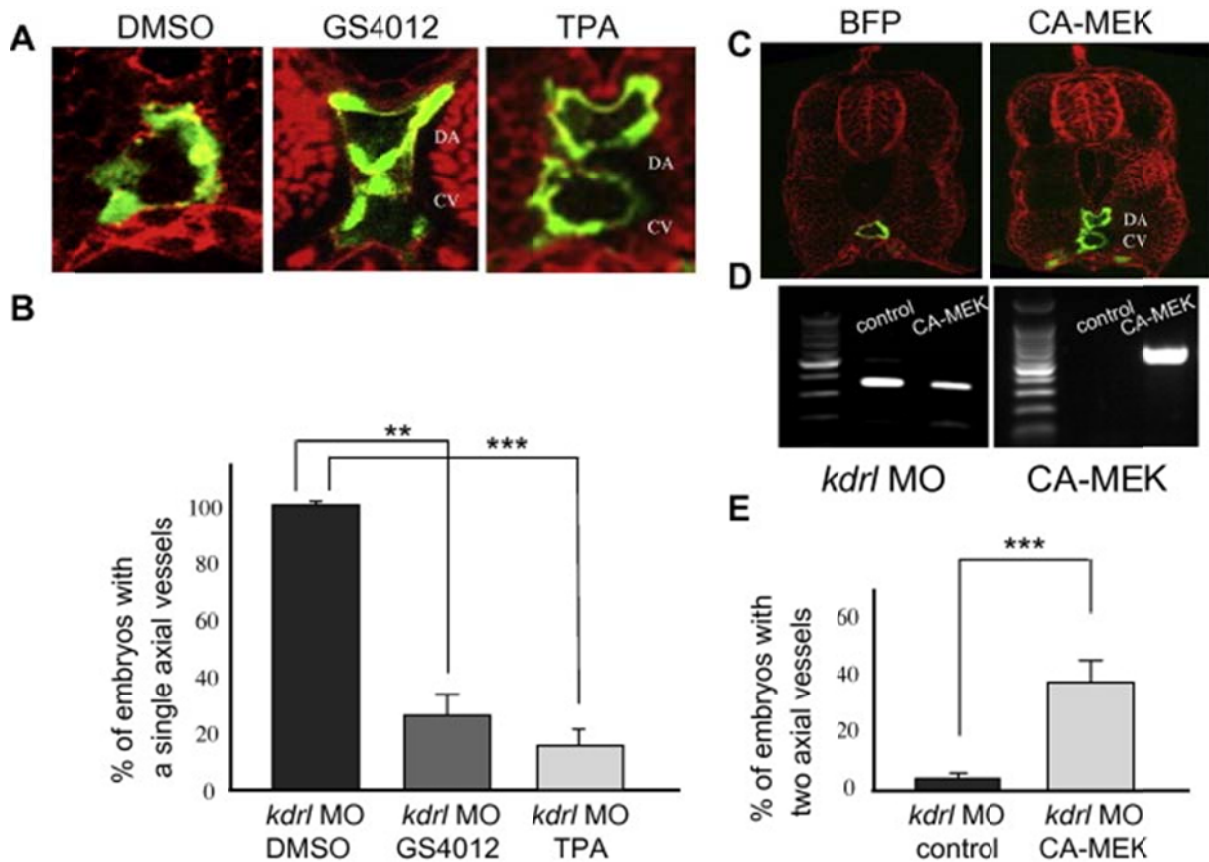 A
DMSO
GS4012
TPA
DA
CV
DA
CV
B
% of embryos with
a single axial vessels
100
80
60
40
20
0
**
***
kdrl MO
DMSO
kdrl MO
GS4012
kdrl MO
TPA
C
BFP
CA-MEK
DA
CV
D
control
CA-MEK
control
CA-MEK
kdrl MO
CA-MEK
E
% of embryos with
two axial vessels
60
40
20
0
***
kdrl MO
control
kdrl MO
CA-MEK